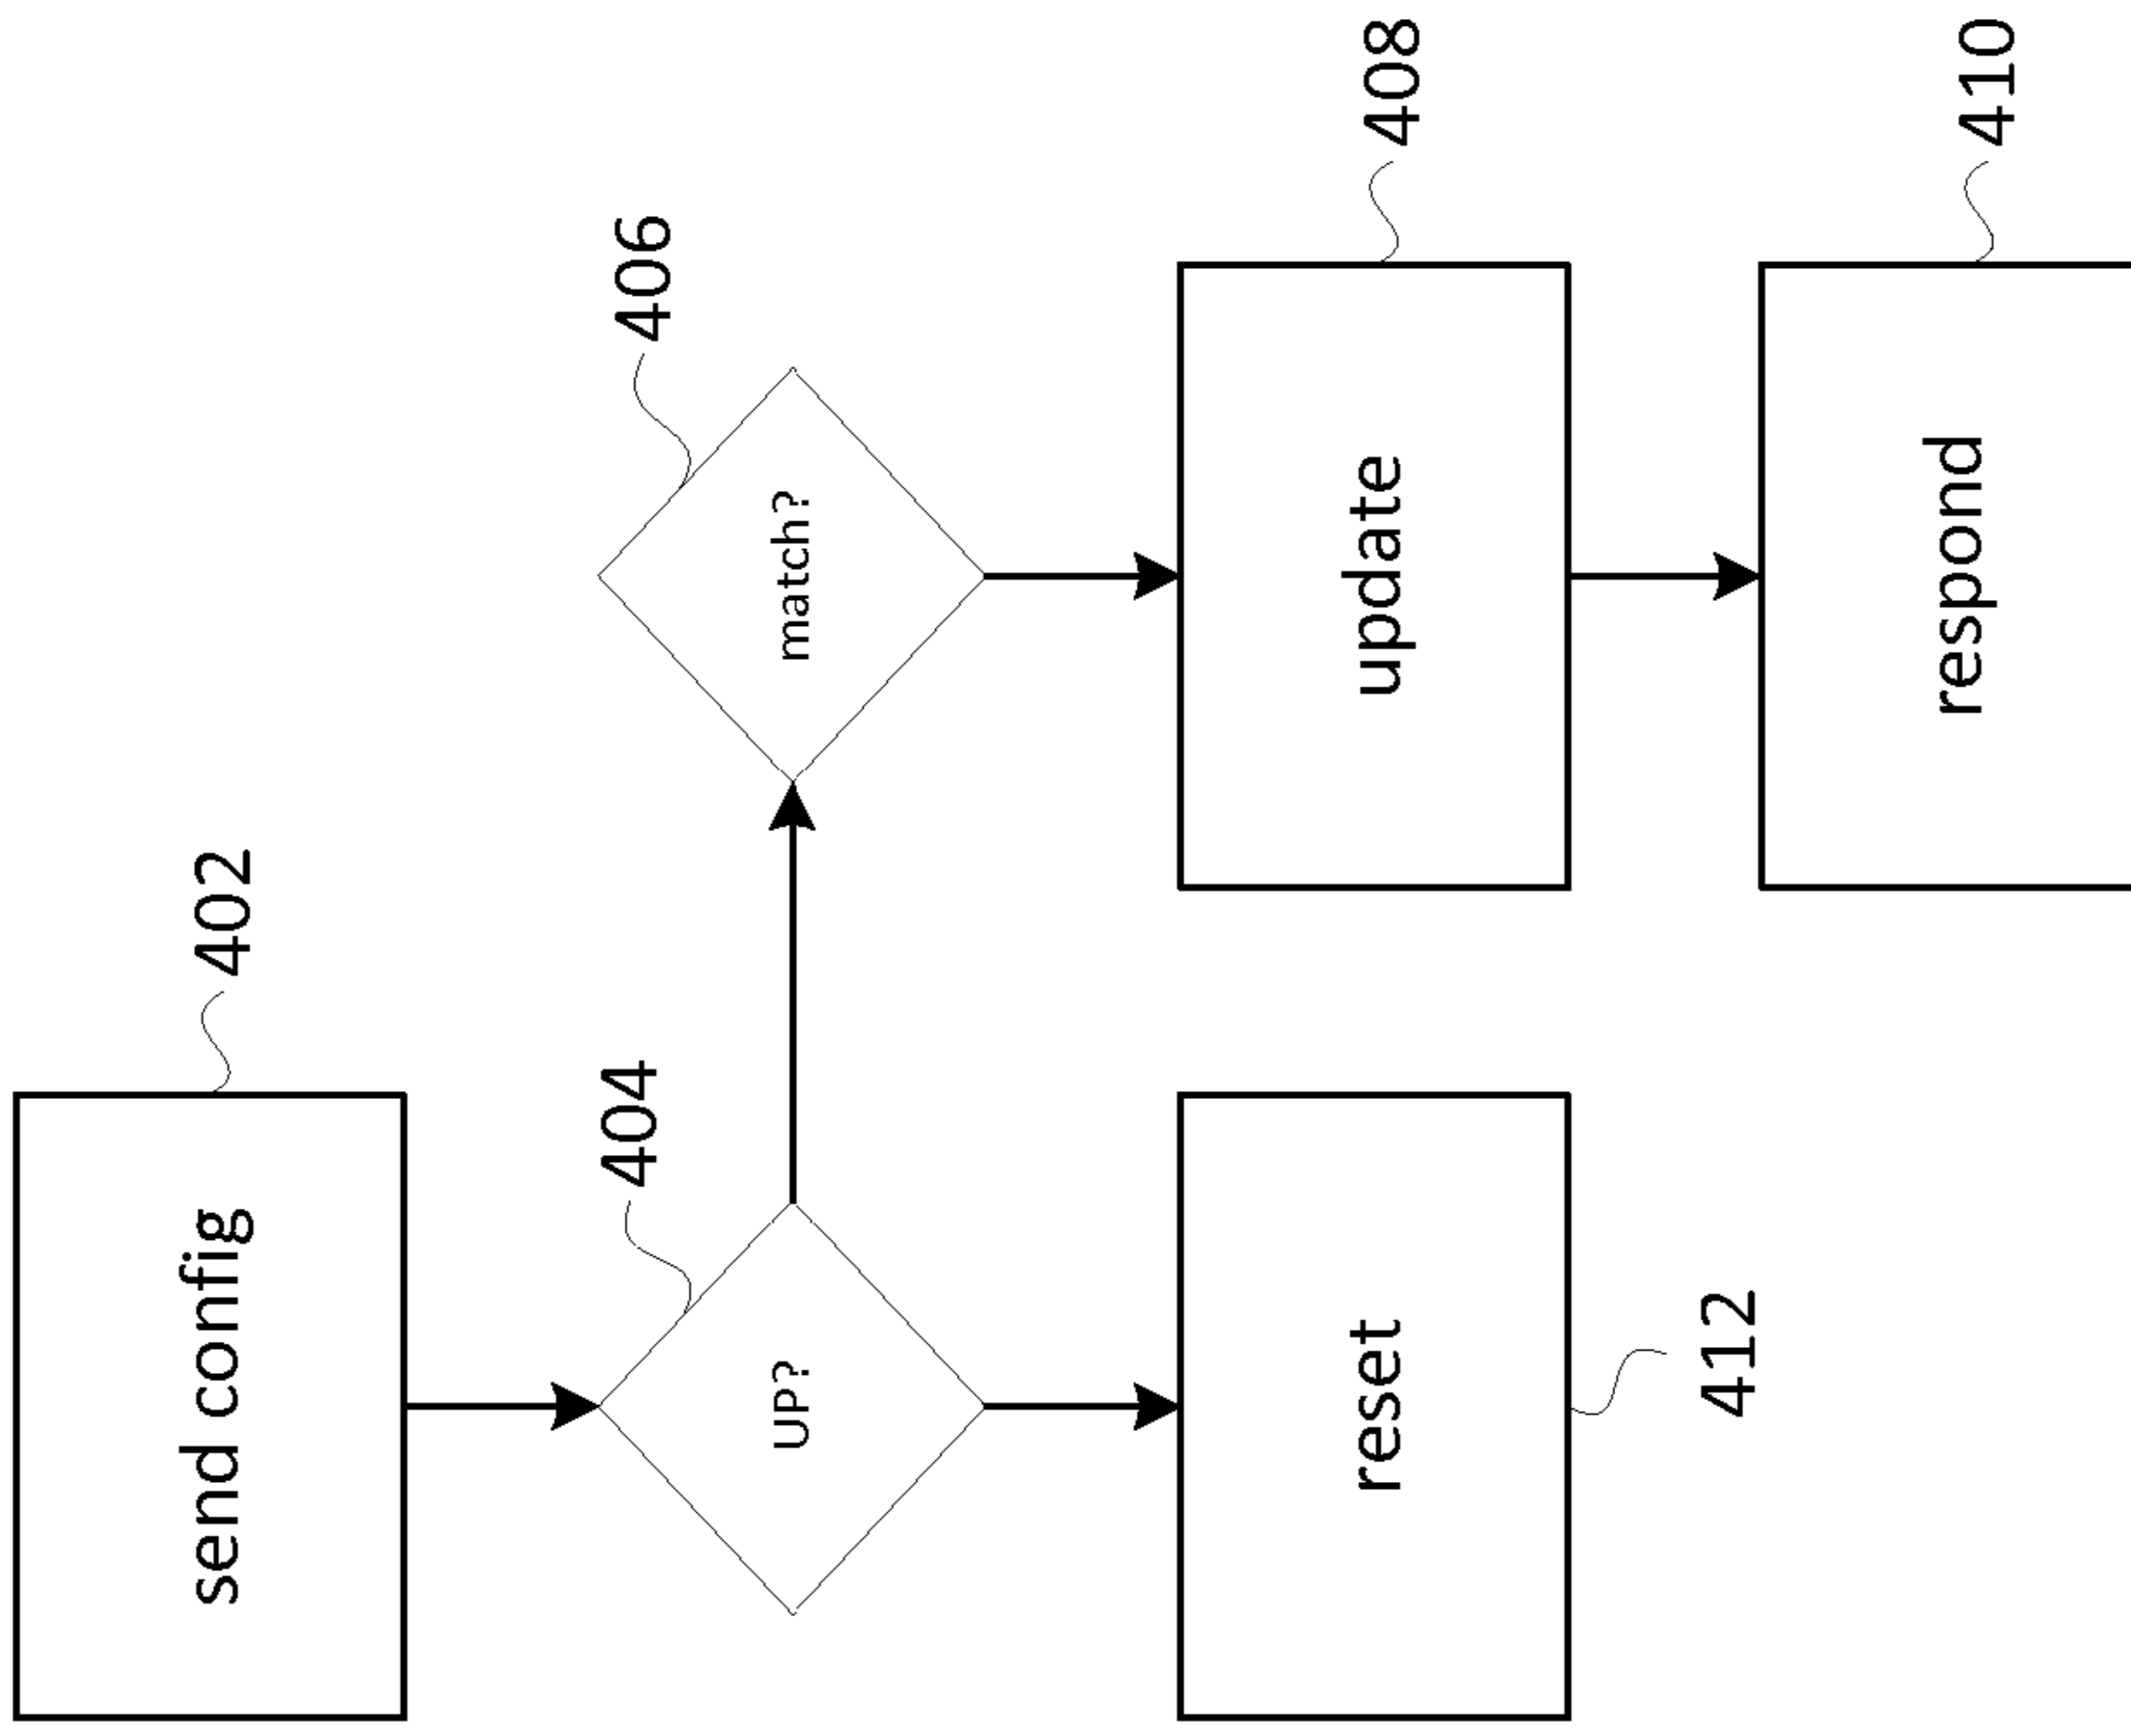 send config
402
UP?
404
match?
406
reset
412
update
408
respond
410